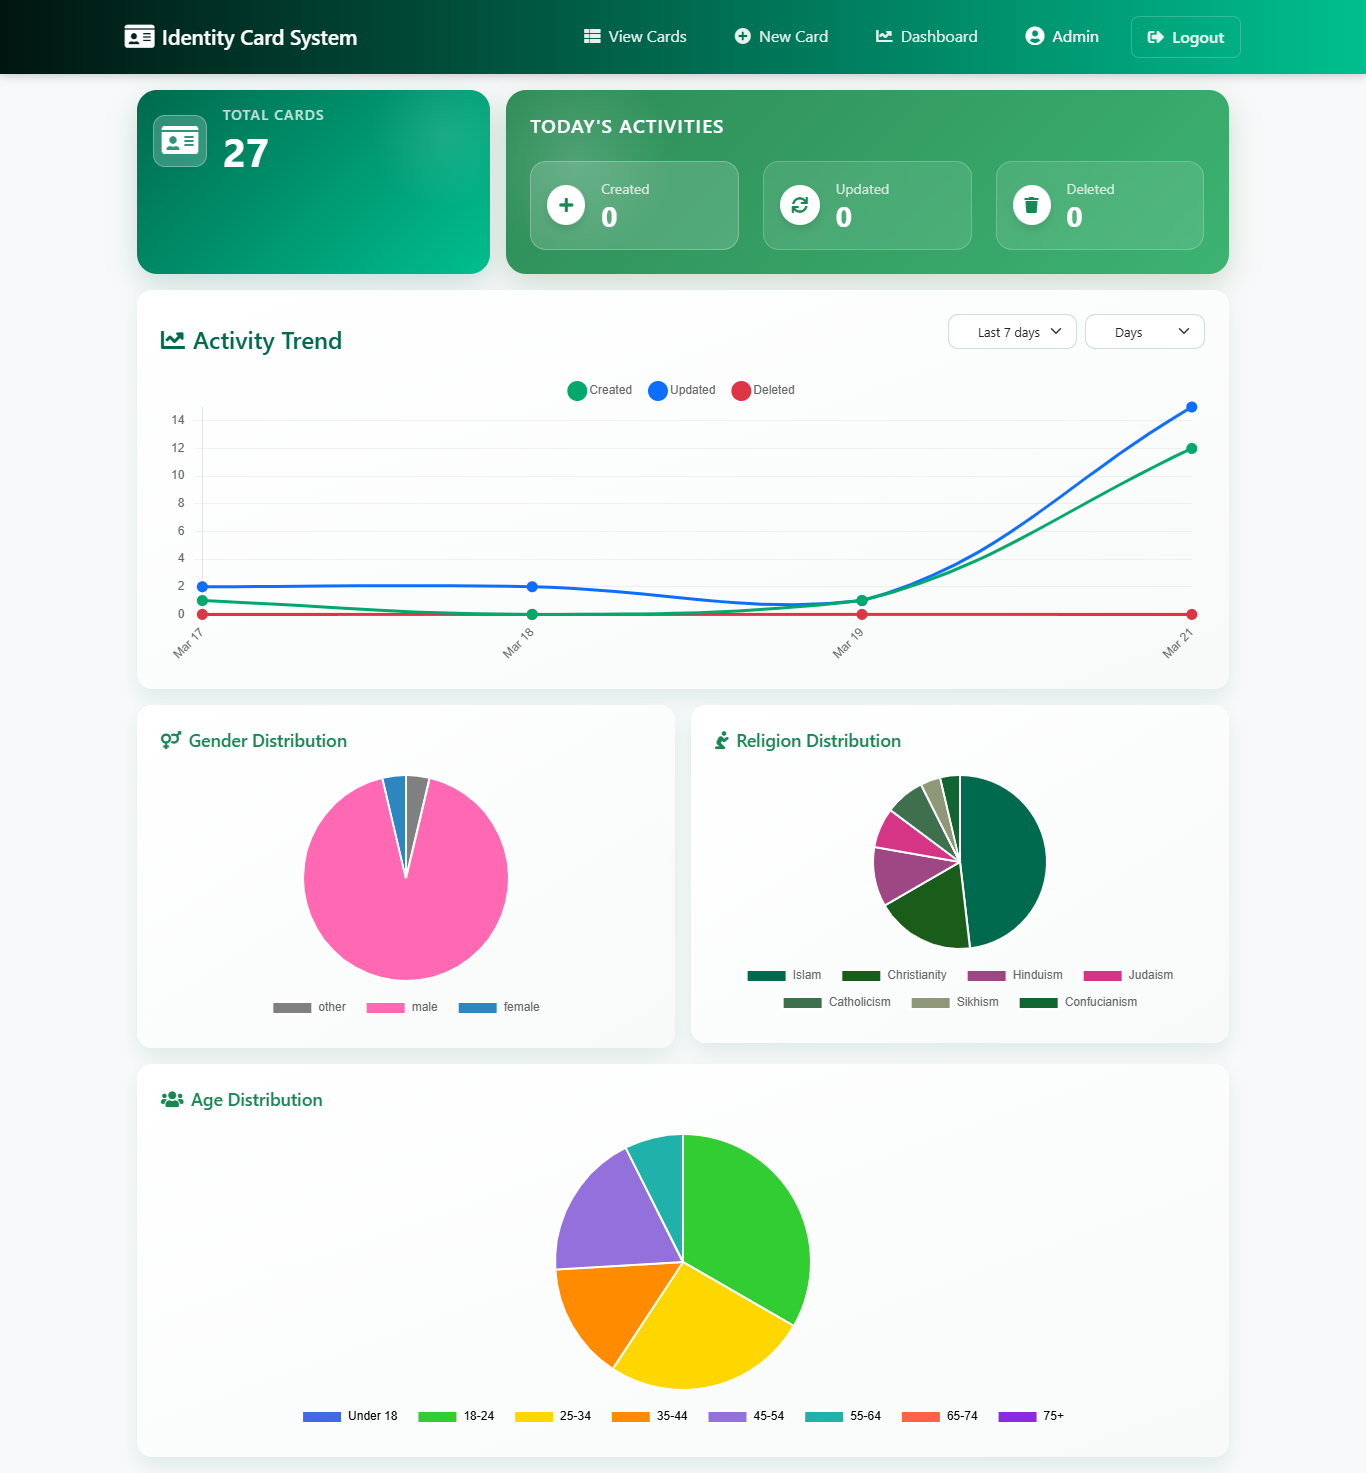 Identity Card System
View Cards
New Card
Dashboard
Admin
Logout
TOTAL CARDS
27
TODAY'S ACTIVITIES
Created
0
Updated
0
Deleted
0
Activity Trend
Last 7 days
Days
Created
Updated
Deleted
14
12
10
8
6
4
2
0
Mar 17
Mar 18
Mar 19
Mar 21
Gender Distribution
other
male
female
Religion Distribution
Islam
Christianity
Hinduism
Judaism
Catholicism
Sikhism
Confucianism
Age Distribution
Under 18
18-24
25-34
35-44
45-54
55-64
65-74
75+